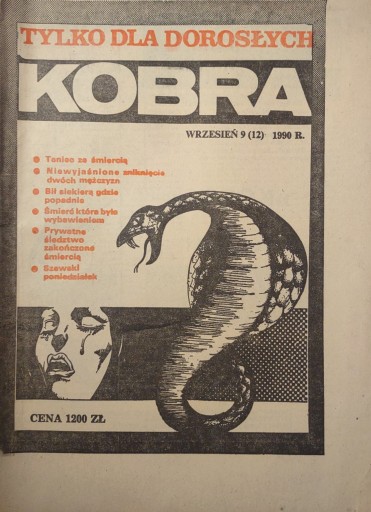 TYLKO DLA DOROSŁYCH
KOBRA
WRZESIEŃ 9 (12) 1990 R.
Taniec ze śmiercią
Niewyjaśnione zniknięcie
dwóch mężczyzn
Bił siekierą gdzie
popadnie
Śmierć która była
wybawieniem
Prywatne
śledztwo
zakończone
śmiercią
Szewski
poniedziałek
CENA 1200 ZŁ